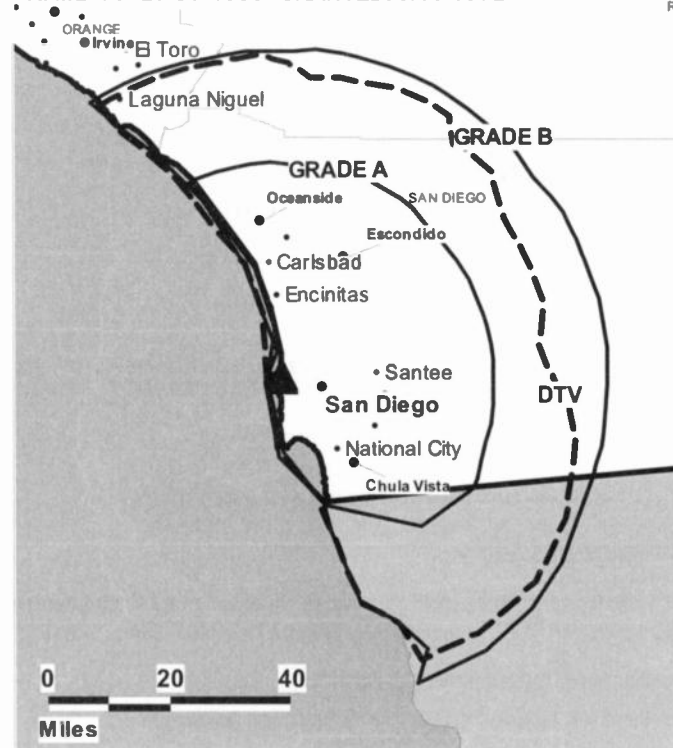 ORANGE
Irvine
El Toro
Laguna Niguel
GRADE B
GRADE A
SAN DIEGO
Oceanside
Escondido
Carlsbad
Encinitas
Santee
DTV
San Diego
National City
Chula Vista
0 20 40
Miles